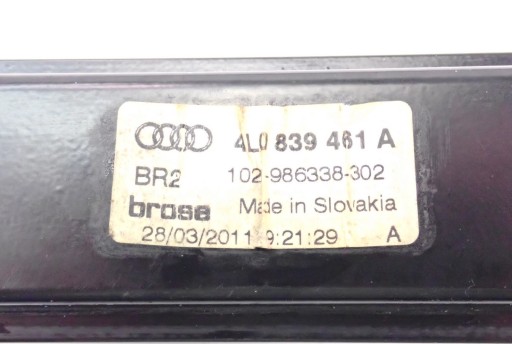 4L0 839 461 A
BR2 102-986338-302
brose Made in Slovakia
28/03/2011 9:21:29 A